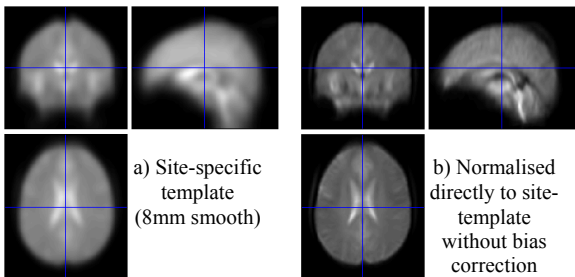 a) Site-specific
template
(8mm smooth)
b) Normalised
directly to site-
template
without bias
correction